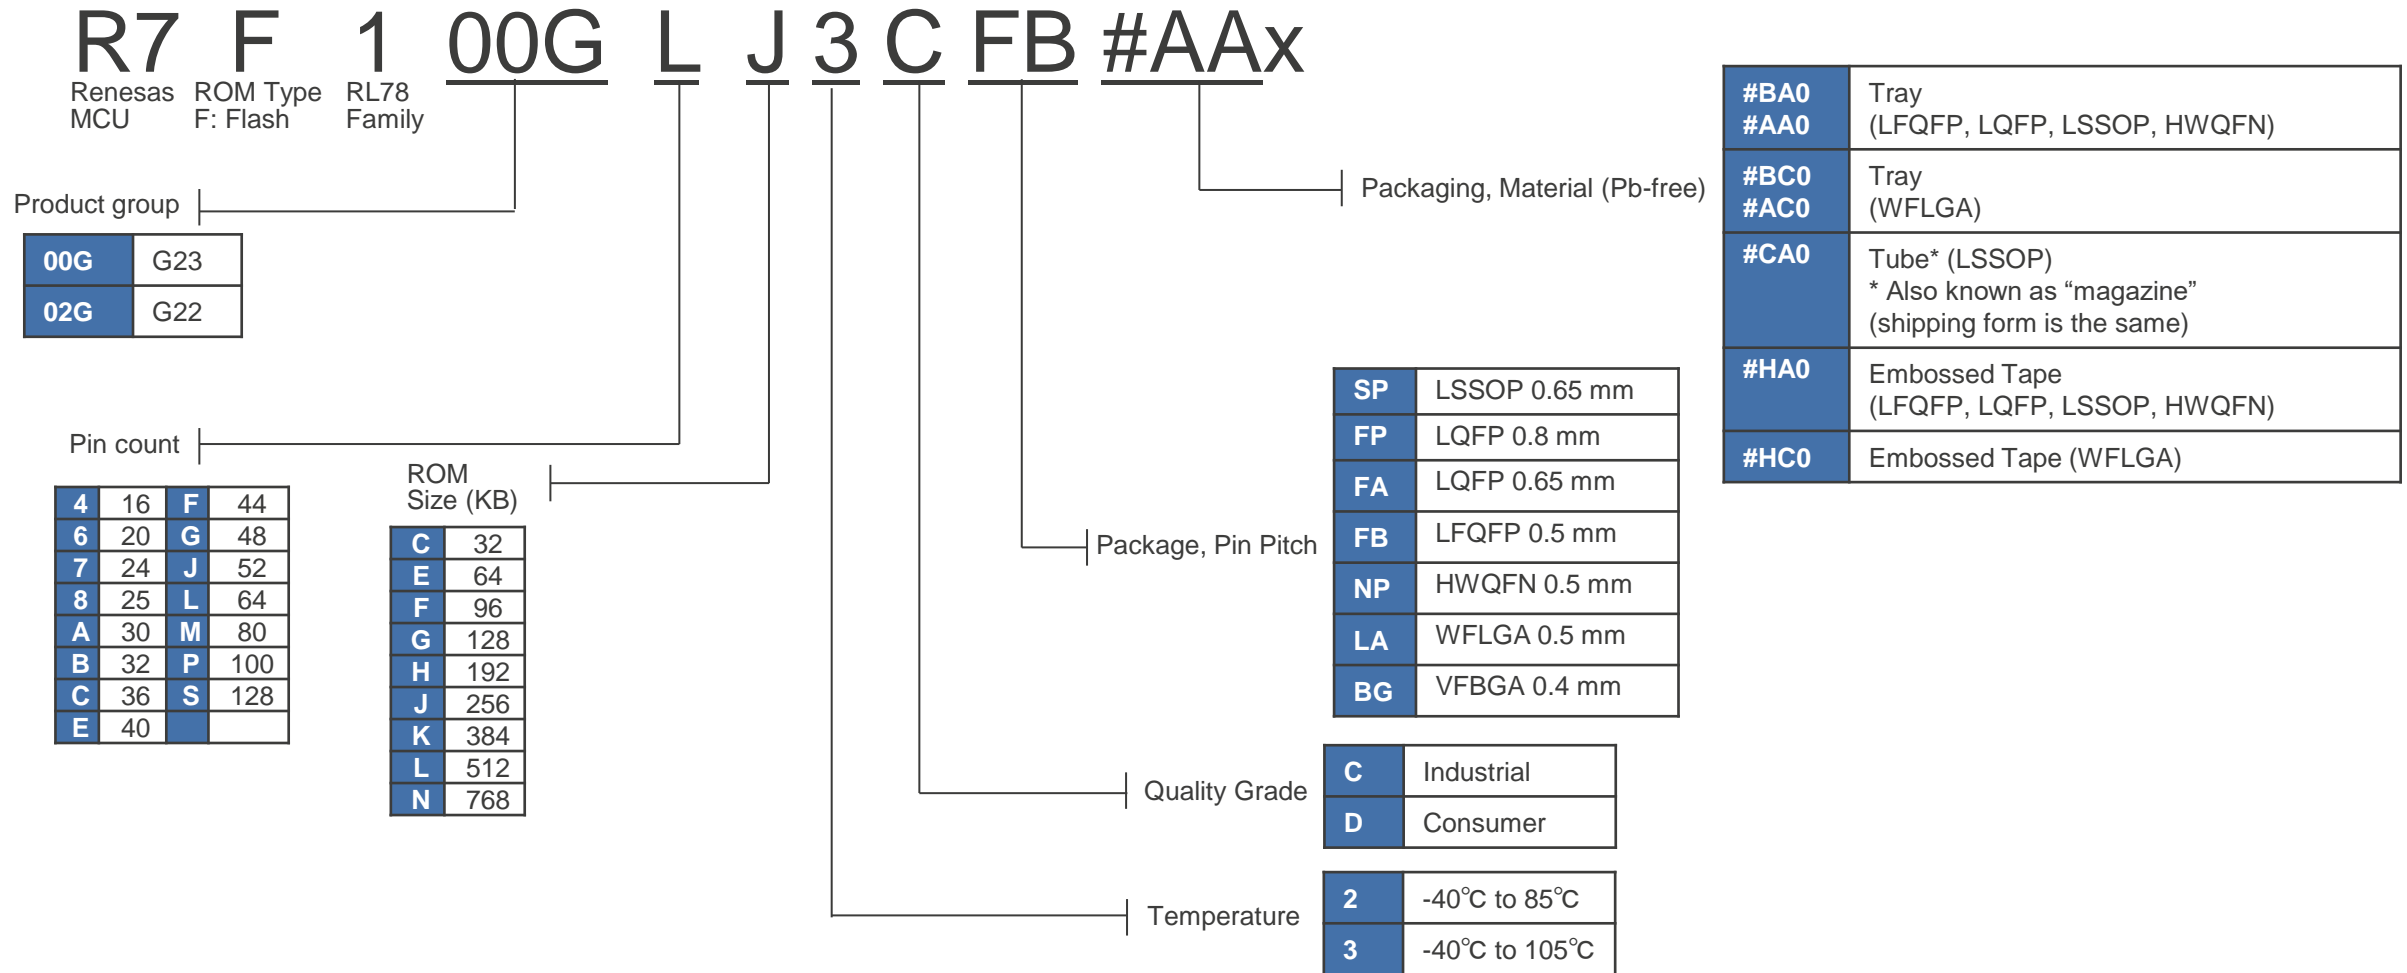 R7 F 1 00G L J 3 C FB #AAx
Renesas MCU
ROM Type F: Flash
RL78 Family
Product group
00G G23
02G G22
Pin count
4 16 F 44
6 20 G 48
7 24 J 52
8 25 L 64
A 30 M 80
B 32 P 100
C 36 S 128
E 40
ROM
Size (KB)
C 32
E 64
F 96
G 128
H 192
J 256
K 384
L 512
N 768
Packaging, Material (Pb-free)
#BA0 Tray
#AA0 (LFQFP, LQFP, LSSOP, HWQFN)
#BC0 Tray
#AC0 (WFLGA)
#CA0 Tube* (LSSOP)
* Also known as “magazine”
(shipping form is the same)
#HA0 Embossed Tape
(LFQFP, LQFP, LSSOP, HWQFN)
#HC0 Embossed Tape (WFLGA)
Package, Pin Pitch
SP LSSOP 0.65 mm
FP LQFP 0.8 mm
FA LQFP 0.65 mm
FB LFQFP 0.5 mm
NP HWQFN 0.5 mm
LA WFLGA 0.5 mm
BG VFBGA 0.4 mm
Quality Grade
C Industrial
D Consumer
Temperature
2 -40℃ to 85℃
3 -40℃ to 105℃